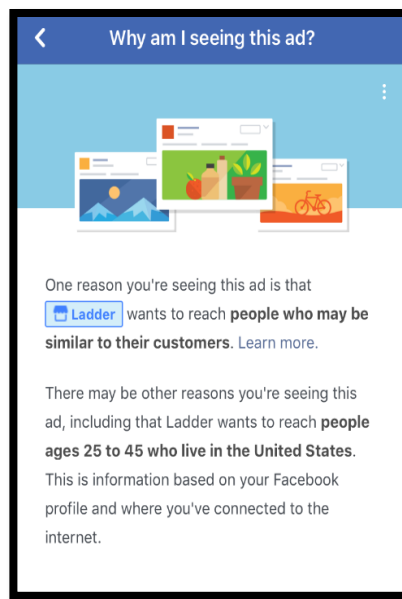 Why am I seeing this ad?
One reason you're seeing this ad is that
Ladder wants to reach people who may be
similar to their customers. Learn more.
There may be other reasons you're seeing this
ad, including that Ladder wants to reach people
ages 25 to 45 who live in the United States.
This is information based on your Facebook
profile and where you've connected to the
internet.